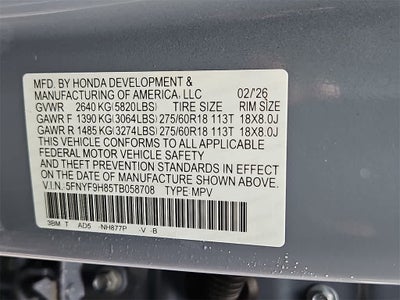 MFD. BY HONDA DEVELOPMENT &
MANUFACTURING OF AMERICA, LLC 02/'26
GVWR 2640 KG(5820LBS) TIRE SIZE RIM SIZE
GAWR F 1390 KG(3064LBS) 275/60R18 113T 18X8.0J
GAWR R 1485 KG(3274LBS) 275/60R18 113T 18X8.0J
THIS VEHICLE CONFORMS TO ALL APPLICABLE
FEDERAL MOTOR VEHICLE SAFETY, BUMPER,
AND THEFT PREVENTION STANDARDS IN EFFECT
ON THE DATE OF MANUFACTURE SHOWN ABOVE.
V.I.N. 5FNYF9H85TB058708 TYPE MPV
3BM T AD5 NH877P -V -B